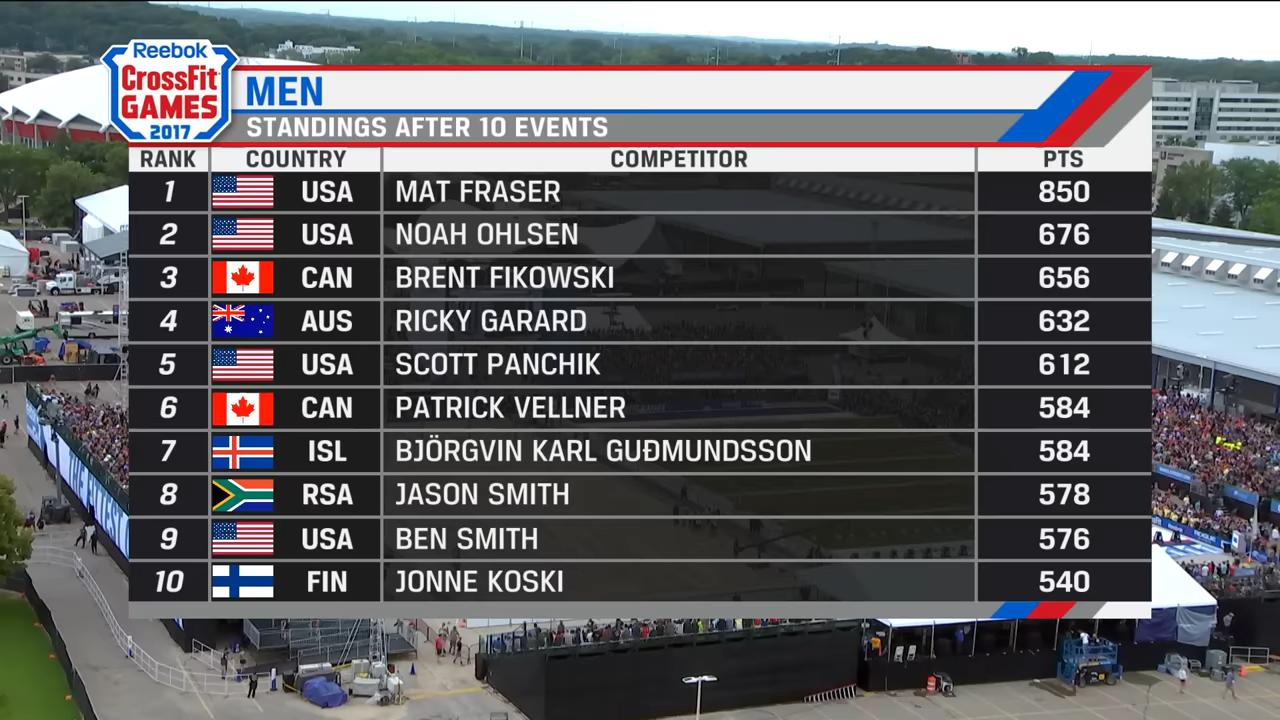 Reebok
CrossFit
GAMES
2017
MEN
STANDINGS AFTER 10 EVENTS
RANK COUNTRY COMPETITOR PTS
1 USA MAT FRASER 850
2 USA NOAH OHLSEN 676
3 CAN BRENT FIKOWSKI 656
4 AUS RICKY GARARD 632
5 USA SCOTT PANCHIK 612
6 CAN PATRICK VELLNER 584
7 ISL BJÖRGVIN KARL GUÐMUNDSSON 584
8 RSA JASON SMITH 578
9 USA BEN SMITH 576
10 FIN JONNE KOSKI 540
THE FITTEST